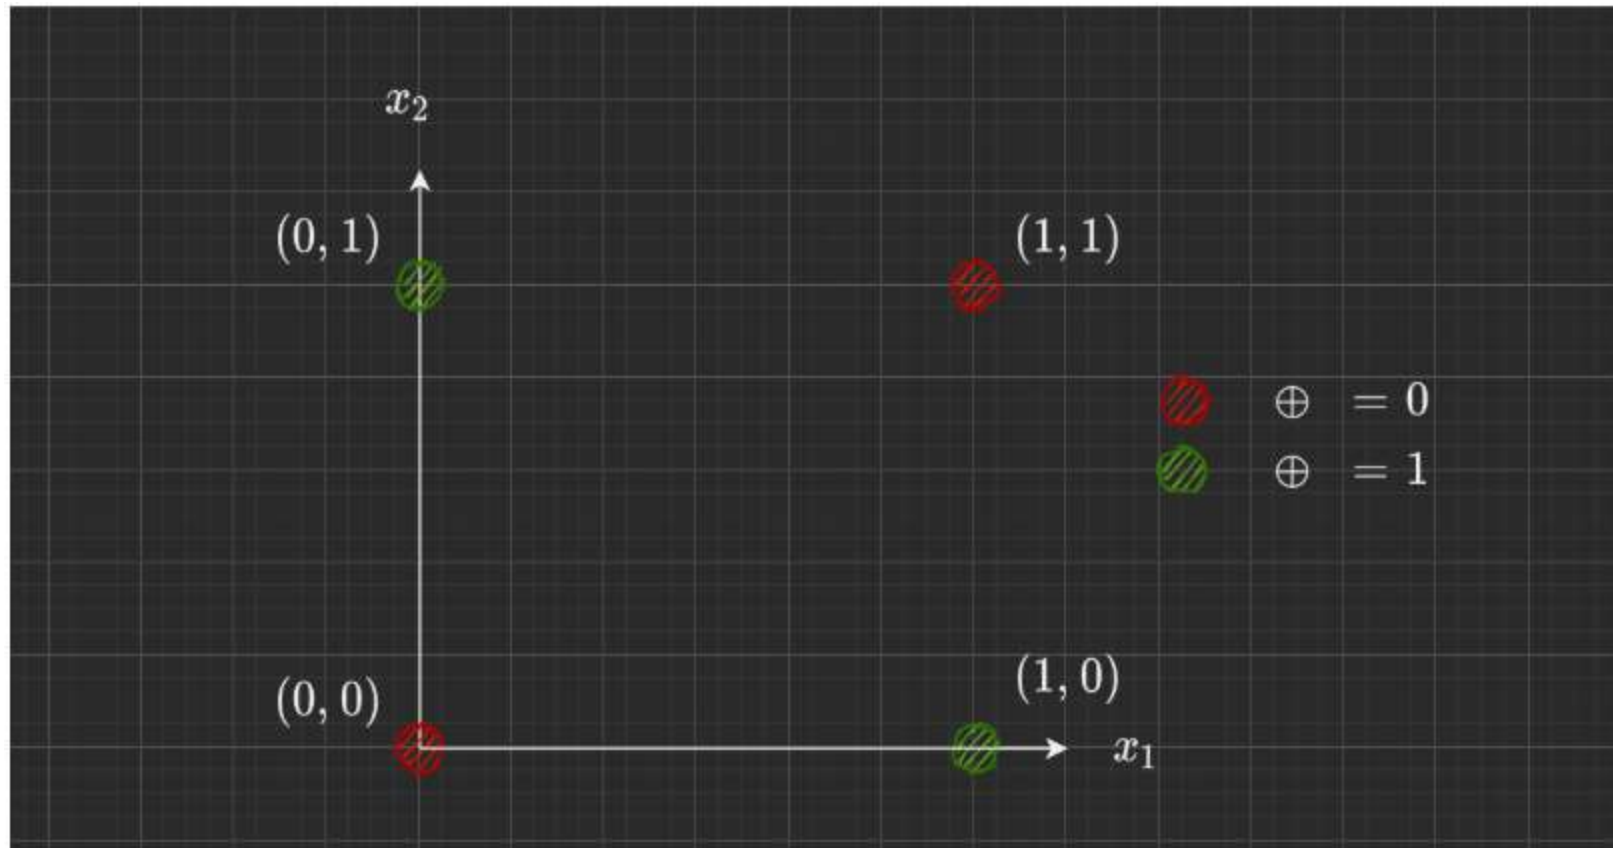 x₂
(0, 1)
(1, 1)
⊕ = 0
⊕ = 1
(0, 0)
(1, 0)
x₁